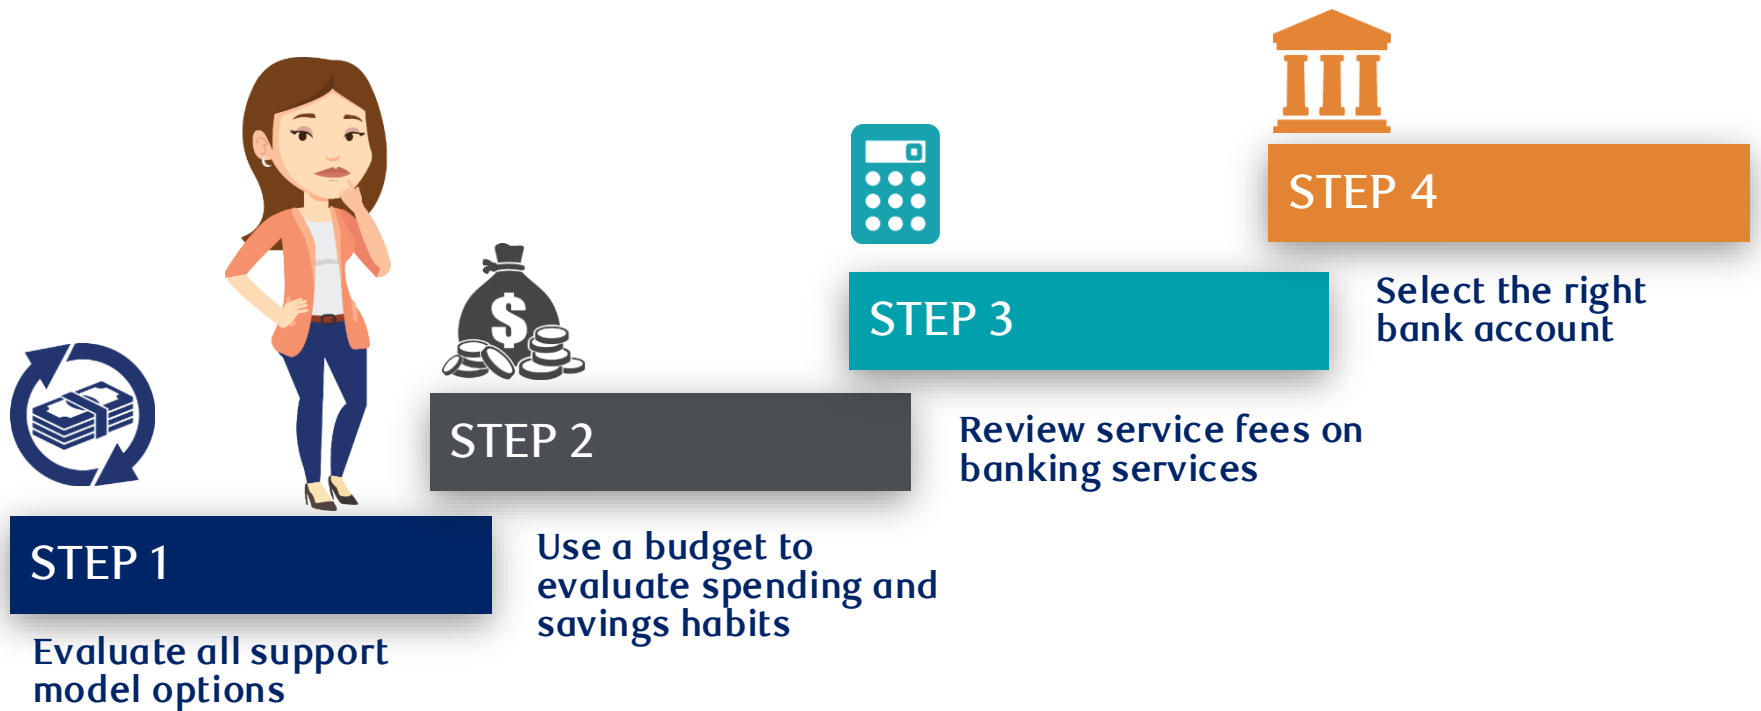 STEP 1
Evaluate all support
model options
STEP 2
Use a budget to
evaluate spending and
savings habits
STEP 3
Review service fees on
banking services
STEP 4
Select the right
bank account
$